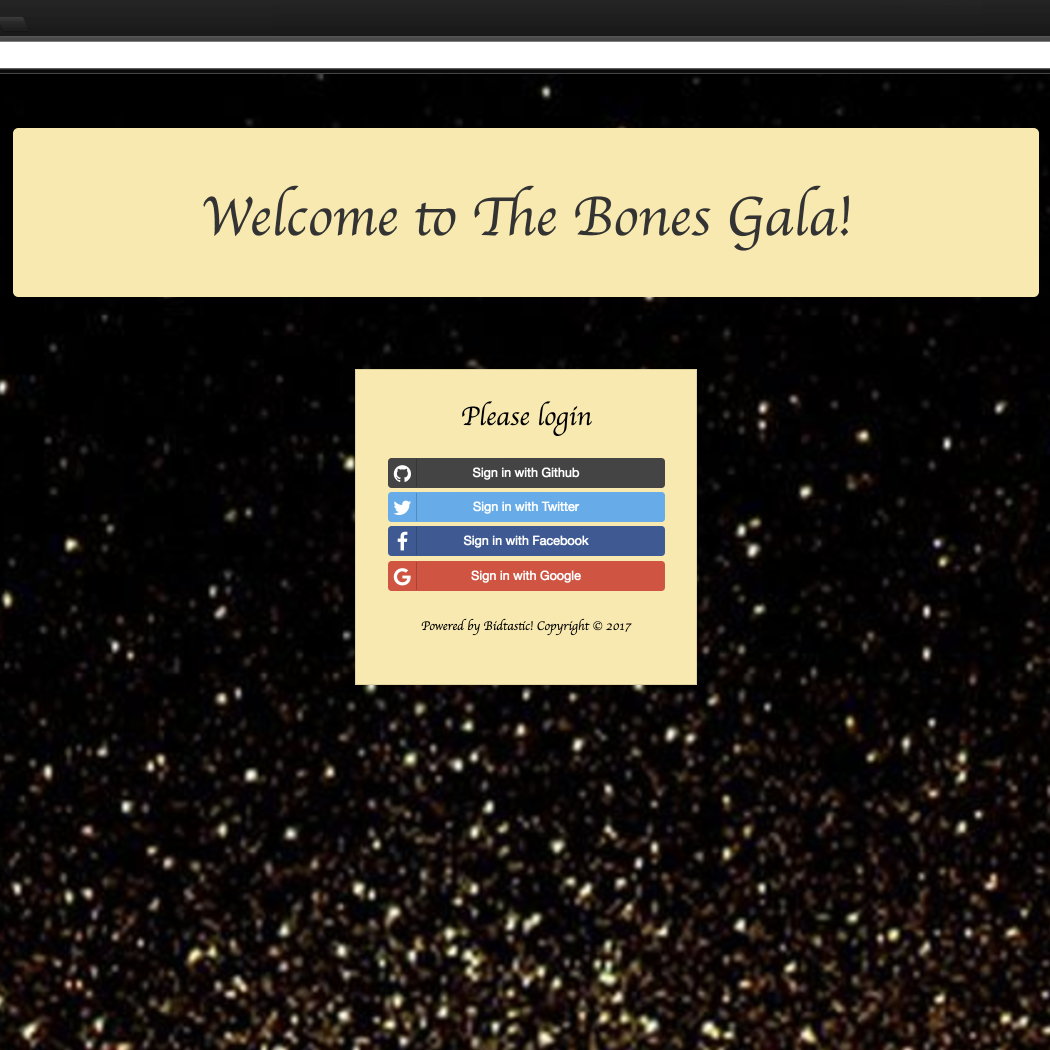 Welcome to The Bones Gala!
Please login
Sign in with Github
Sign in with Twitter
Sign in with Facebook
Sign in with Google
Powered by Bidtastic! Copyright © 2017